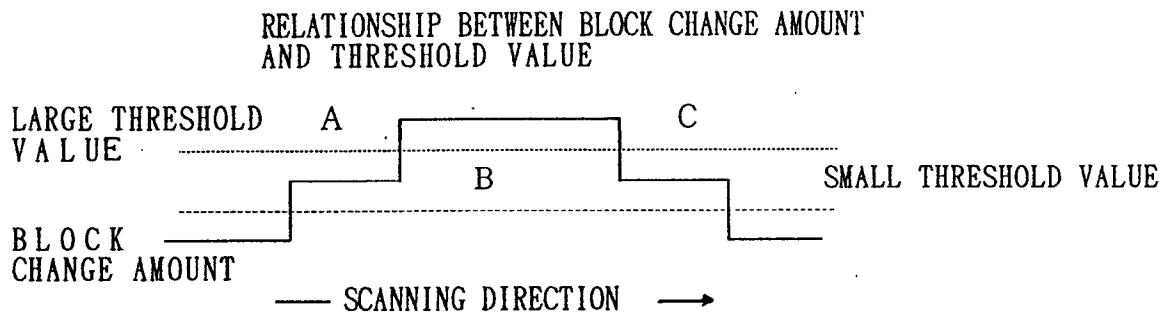 RELATIONSHIP BETWEEN BLOCK CHANGE AMOUNT
AND THRESHOLD VALUE
LARGE THRESHOLD
VALUE
A
C
B
SMALL THRESHOLD VALUE
BLOCK
CHANGE AMOUNT
SCANNING DIRECTION